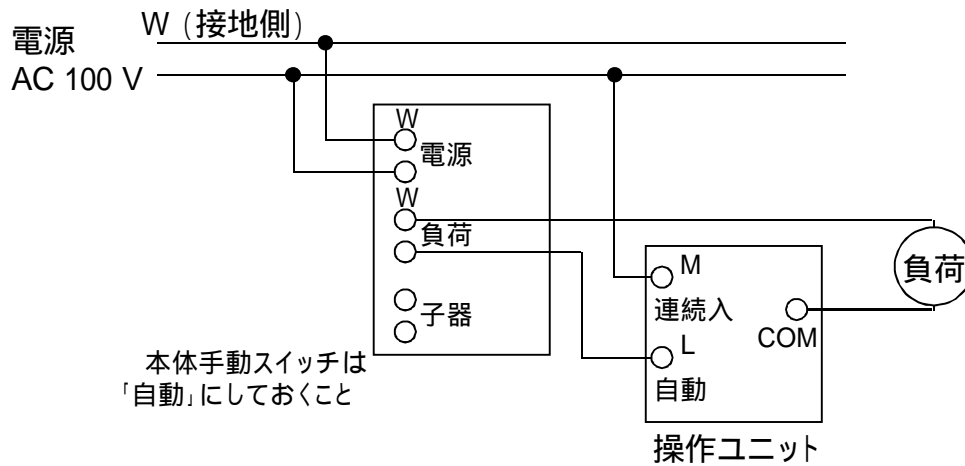 W (接地側)
電源
AC 100 V
W
電源
W
負荷
子器
本体手動スイッチは
「自動」にしておくこと
M
連続入
L
自動
COM
操作ユニット
負荷